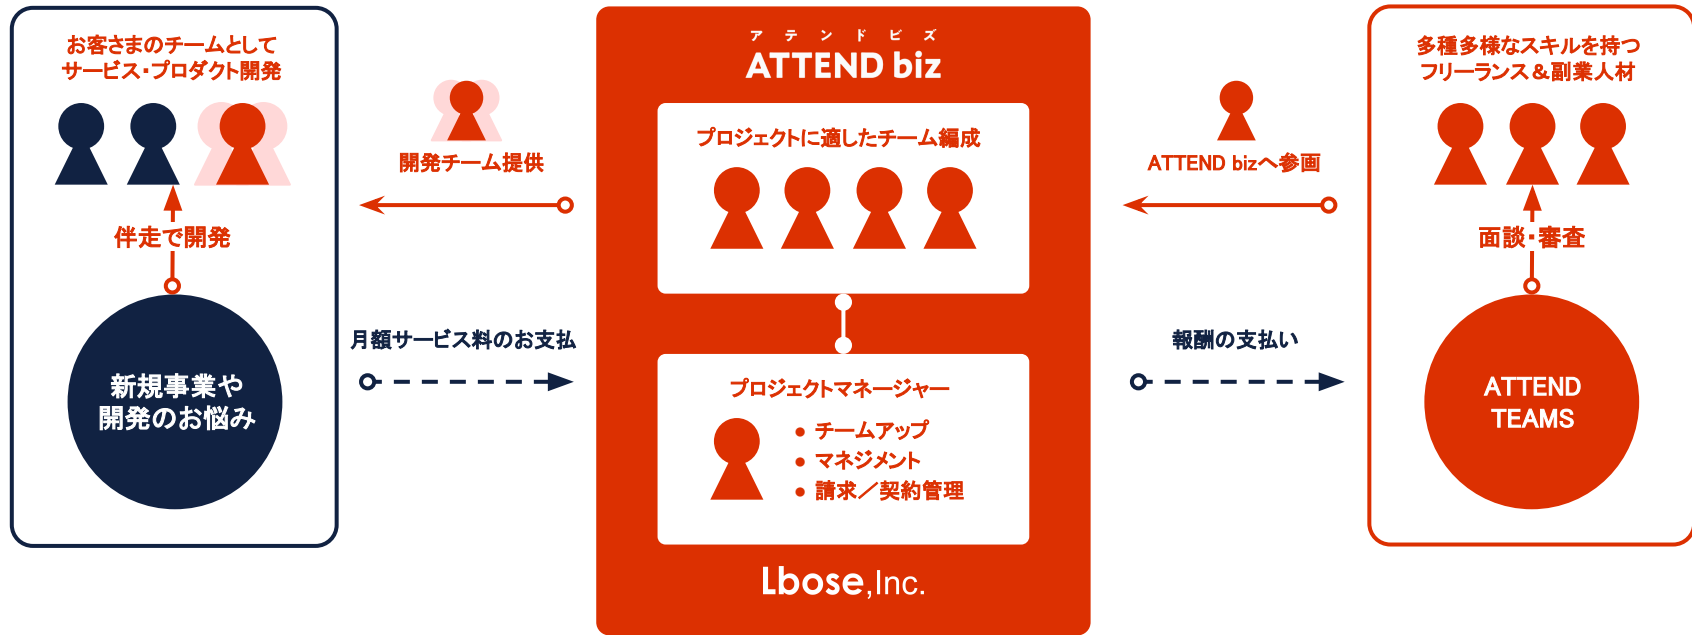 お客さまのチームとして
サービス・プロダクト開発
伴走で開発
新規事業や
開発のお悩み
開発チーム提供
月額サービス料のお支払
アテンドビズ
ATTEND biz
プロジェクトに適したチーム編成
プロジェクトマネージャー
● チームアップ
● マネジメント
● 請求／契約管理
Lbose,Inc.
ATTEND bizへ参画
報酬の支払い
多種多様なスキルを持つ
フリーランス＆副業人材
面談・審査
ATTEND
TEAMS